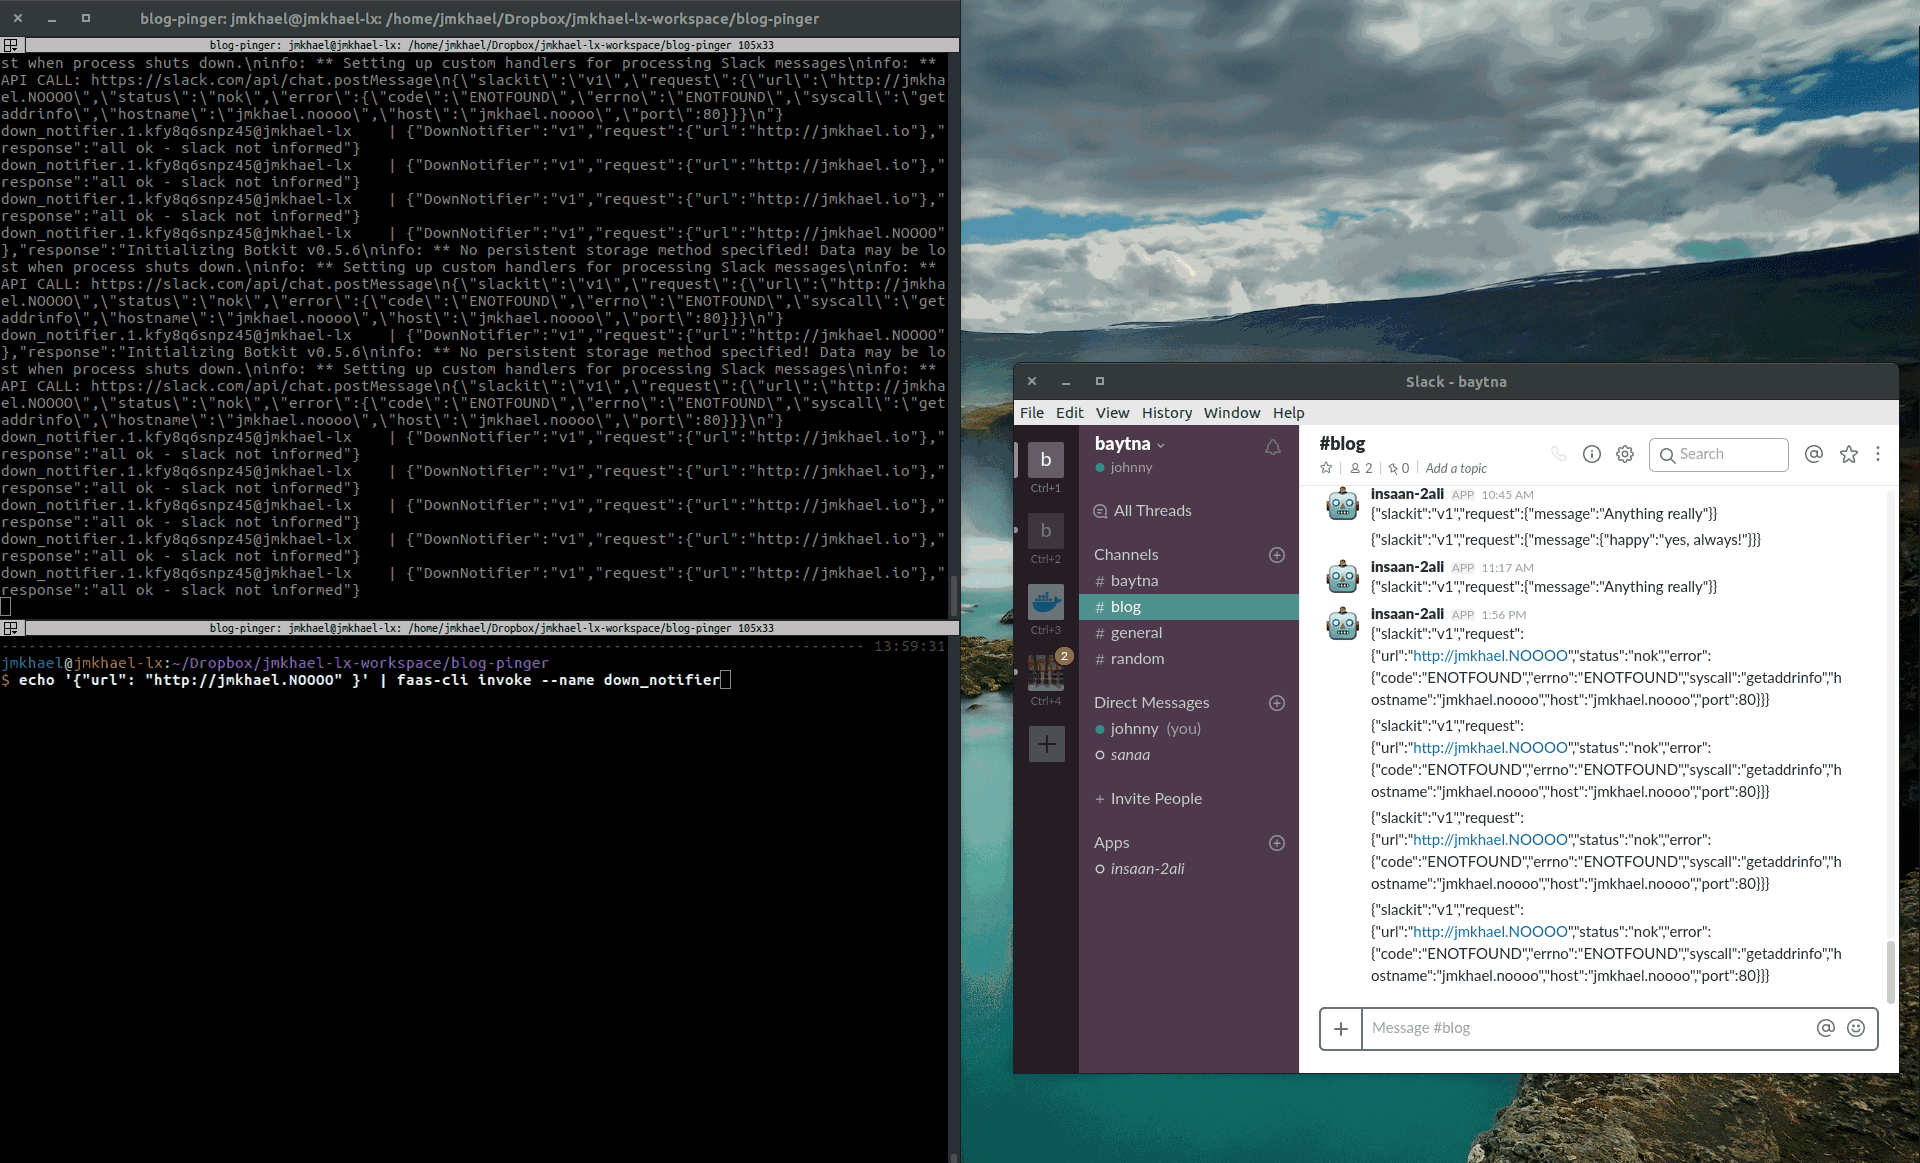 blog-pinger: jmkhael@jmkhael-lx: /home/jmkhael/Dropbox/jmkhael-lx-workspace/blog-pinger
blog-pinger: jmkhael@jmkhael-lx: /home/jmkhael/Dropbox/jmkhael-lx-workspace/blog-pinger 105x33
st when process shuts down.\ninfo: ** Setting up custom handlers for processing Slack messages\ninfo: **
API CALL: https://slack.com/api/chat.postMessage\n{\"slackit\":\"v1\",\"request\":{\"url\":\"http://jmkha
el.NOOOO\",\"status\":\"nok\",\"error\":{\"code\":\"ENOTFOUND\",\"errno\":\"ENOTFOUND\",\"syscall\":\"get
addrinfo\",\"hostname\":\"jmkhael.noooo\",\"host\":\"jmkhael.noooo\",\"port\":80}}}\n"}
down_notifier.1.kfy8q6snpz45@jmkhael-lx    | {"DownNotifier":"v1","request":{"url":"http://jmkhael.io"},"
response":"all ok - slack not informed"}
down_notifier.1.kfy8q6snpz45@jmkhael-lx    | {"DownNotifier":"v1","request":{"url":"http://jmkhael.io"},"
response":"all ok - slack not informed"}
down_notifier.1.kfy8q6snpz45@jmkhael-lx    | {"DownNotifier":"v1","request":{"url":"http://jmkhael.io"},"
response":"all ok - slack not informed"}
down_notifier.1.kfy8q6snpz45@jmkhael-lx    | {"DownNotifier":"v1","request":{"url":"http://jmkhael.NOOOO"
},"response":"Initializing Botkit v0.5.6\ninfo: ** No persistent storage method specified! Data may be lo
st when process shuts down.\ninfo: ** Setting up custom handlers for processing Slack messages\ninfo: **
API CALL: https://slack.com/api/chat.postMessage\n{\"slackit\":\"v1\",\"request\":{\"url\":\"http://jmkha
el.NOOOO\",\"status\":\"nok\",\"error\":{\"code\":\"ENOTFOUND\",\"errno\":\"ENOTFOUND\",\"syscall\":\"get
addrinfo\",\"hostname\":\"jmkhael.noooo\",\"host\":\"jmkhael.noooo\",\"port\":80}}}\n"}
down_notifier.1.kfy8q6snpz45@jmkhael-lx    | {"DownNotifier":"v1","request":{"url":"http://jmkhael.NOOOO"
},"response":"Initializing Botkit v0.5.6\ninfo: ** No persistent storage method specified! Data may be lo
st when process shuts down.\ninfo: ** Setting up custom handlers for processing Slack messages\ninfo: **
API CALL: https://slack.com/api/chat.postMessage\n{\"slackit\":\"v1\",\"request\":{\"url\":\"http://jmkha
el.NOOOO\",\"status\":\"nok\",\"error\":{\"code\":\"ENOTFOUND\",\"errno\":\"ENOTFOUND\",\"syscall\":\"get
addrinfo\",\"hostname\":\"jmkhael.noooo\",\"host\":\"jmkhael.noooo\",\"port\":80}}}\n"}
down_notifier.1.kfy8q6snpz45@jmkhael-lx    | {"DownNotifier":"v1","request":{"url":"http://jmkhael.io"},"
response":"all ok - slack not informed"}
down_notifier.1.kfy8q6snpz45@jmkhael-lx    | {"DownNotifier":"v1","request":{"url":"http://jmkhael.io"},"
response":"all ok - slack not informed"}
down_notifier.1.kfy8q6snpz45@jmkhael-lx    | {"DownNotifier":"v1","request":{"url":"http://jmkhael.io"},"
response":"all ok - slack not informed"}
down_notifier.1.kfy8q6snpz45@jmkhael-lx    | {"DownNotifier":"v1","request":{"url":"http://jmkhael.io"},"
response":"all ok - slack not informed"}
down_notifier.1.kfy8q6snpz45@jmkhael-lx    | {"DownNotifier":"v1","request":{"url":"http://jmkhael.io"},"
response":"all ok - slack not informed"}
blog-pinger: jmkhael@jmkhael-lx: /home/jmkhael/Dropbox/jmkhael-lx-workspace/blog-pinger 105x33
13:59:31
jmkhael@jmkhael-lx:~/Dropbox/jmkhael-lx-workspace/blog-pinger
$ echo '{"url": "http://jmkhael.NOOOO" }' | faas-cli invoke --name down_notifier
Slack - baytna
File Edit View History Window Help
b
Ctrl+1
b
Ctrl+2
Ctrl+3
2
Ctrl+4
baytna
johnny
All Threads
Channels
# baytna
# blog
# general
# random
Direct Messages
johnny (you)
sanaa
+ Invite People
Apps
insaan-2ali
#blog
2 | 0 | Add a topic
Search
insaan-2ali APP 10:45 AM
{"slackit":"v1","request":{"message":"Anything really"}}
{"slackit":"v1","request":{"message":{"happy":"yes, always!"}}}
insaan-2ali APP 11:17 AM
{"slackit":"v1","request":{"message":"Anything really"}}
insaan-2ali APP 1:56 PM
{"slackit":"v1","request":
{"url":"http://jmkhael.NOOOO","status":"nok","error":
{"code":"ENOTFOUND","errno":"ENOTFOUND","syscall":"getaddrinfo","h
ostname":"jmkhael.noooo","host":"jmkhael.noooo","port":80}}}
{"slackit":"v1","request":
{"url":"http://jmkhael.NOOOO","status":"nok","error":
{"code":"ENOTFOUND","errno":"ENOTFOUND","syscall":"getaddrinfo","h
ostname":"jmkhael.noooo","host":"jmkhael.noooo","port":80}}}
{"slackit":"v1","request":
{"url":"http://jmkhael.NOOOO","status":"nok","error":
{"code":"ENOTFOUND","errno":"ENOTFOUND","syscall":"getaddrinfo","h
ostname":"jmkhael.noooo","host":"jmkhael.noooo","port":80}}}
{"slackit":"v1","request":
{"url":"http://jmkhael.NOOOO","status":"nok","error":
{"code":"ENOTFOUND","errno":"ENOTFOUND","syscall":"getaddrinfo","h
ostname":"jmkhael.noooo","host":"jmkhael.noooo","port":80}}}
Message #blog